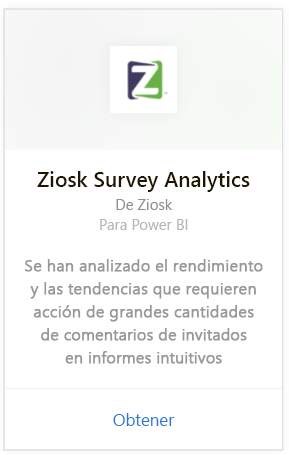 Z
Ziosk Survey Analytics
De Ziosk
Para Power BI
Se han analizado el rendimiento
y las tendencias que requieren
acción de grandes cantidades
de comentarios de invitados
en informes intuitivos
Obtener